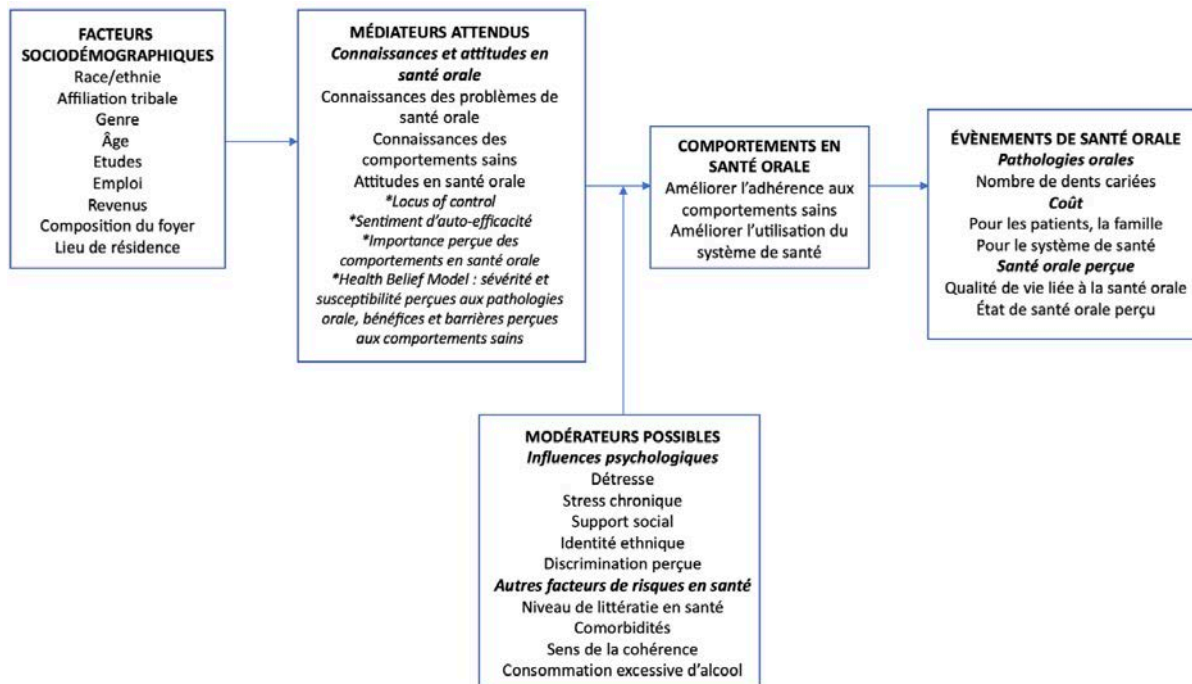 FACTEURS
SOCIODÉMOGRAPHIQUES
Race/ethnie
Affiliation tribale
Genre
Âge
Etudes
Emploi
Revenus
Composition du foyer
Lieu de résidence
MÉDIATEURS ATTENDUS
Connaissances et attitudes en
santé orale
Connaissances des problèmes de
santé orale
Connaissances des
comportements sains
Attitudes en santé orale
*Locus of control
*Sentiment d'auto-efficacité
*Importance perçue des
comportements en santé orale
*Health Belief Model : sévérité et
susceptibilité perçues aux pathologies
orale, bénéfices et barrières perçues
aux comportements sains
COMPORTEMENTS EN
SANTÉ ORALE
Améliorer l'adhérence aux
comportements sains
Améliorer l'utilisation du
système de santé
ÉVÈNEMENTS DE SANTÉ ORALE
Pathologies orales
Nombre de dents cariées
Coût
Pour les patients, la famille
Pour le système de santé
Santé orale perçue
Qualité de vie liée à la santé orale
État de santé orale perçu
MODÉRATEURS POSSIBLES
Influences psychologiques
Détresse
Stress chronique
Support social
Identité ethnique
Discrimination perçue
Autres facteurs de risques en santé
Niveau de littératie en santé
Comorbidités
Sens de la cohérence
Consommation excessive d'alcool